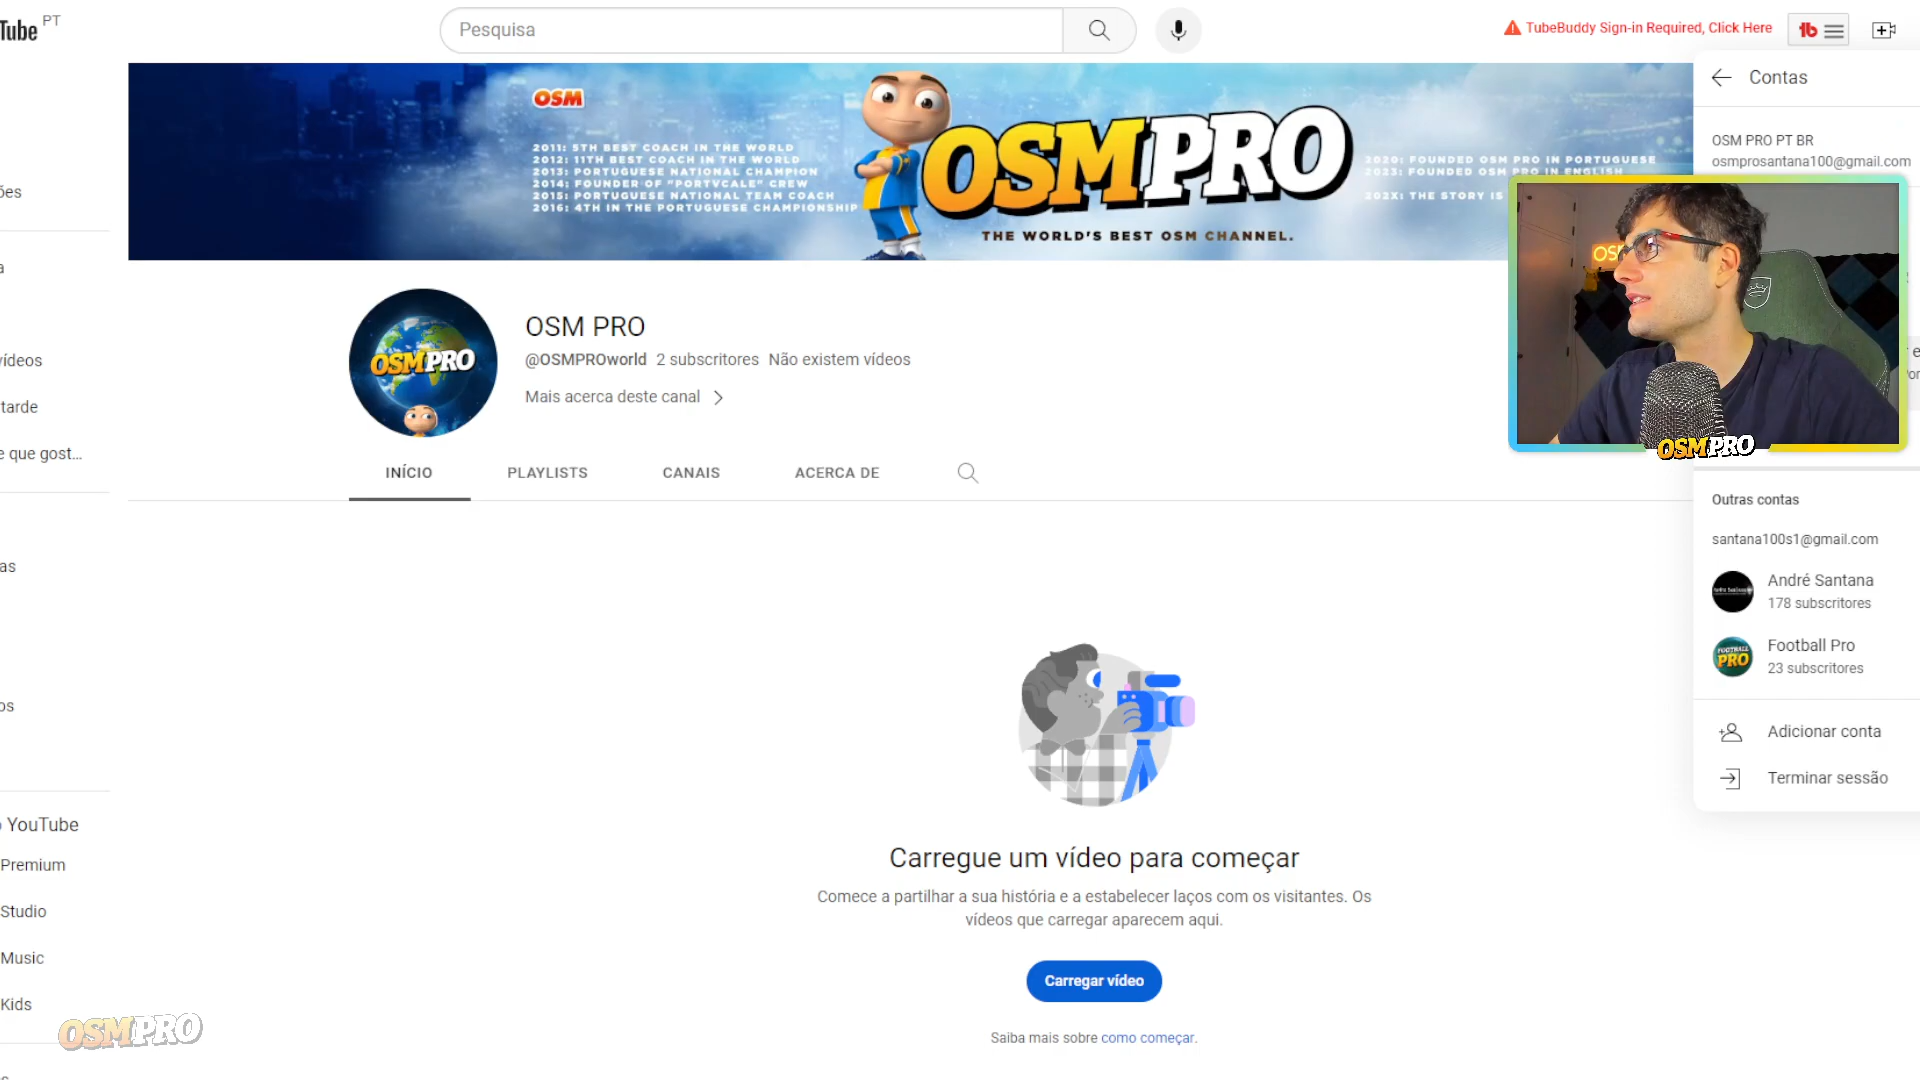 Tube PT
Pesquisa
TubeBuddy Sign-in Required, Click Here
tb
Contas
OSM PRO PT BR
osmprosantana100@gmail.com
OSM
2011: 5TH BEST COACH IN THE WORLD
2012: 11TH BEST COACH IN THE WORLD
2013: PORTUGUESE NATIONAL CHAMPION
2014: FOUNDER OF "PORTVCALE" CREW
2015: PORTUGUESE NATIONAL TEAM COACH
2016: 4TH IN THE PORTUGUESE CHAMPIONSHIP
OSMPRO
THE WORLD'S BEST OSM CHANNEL.
2020: FOUNDED OSM PRO IN PORTUGUESE
2023: FOUNDED OSM PRO IN ENGLISH
202X: THE STORY IS
OSMPRO
OSMPRO
OSM PRO
@OSMPROworld 2 subscritores Não existem vídeos
Mais acerca deste canal
INÍCIO
PLAYLISTS
CANAIS
ACERCA DE
ões
a
vídeos
tarde
e que gost...
as
os
YouTube
Premium
Studio
Music
Kids
OSMPRO
Carregue um vídeo para começar
Comece a partilhar a sua história e a estabelecer laços com os visitantes. Os
vídeos que carregar aparecem aqui.
Carregar vídeo
Saiba mais sobre como começar.
Outras contas
santana100s1@gmail.com
André Santana
178 subscritores
FOOTBALL
PRO
Football Pro
23 subscritores
Adicionar conta
Terminar sessão